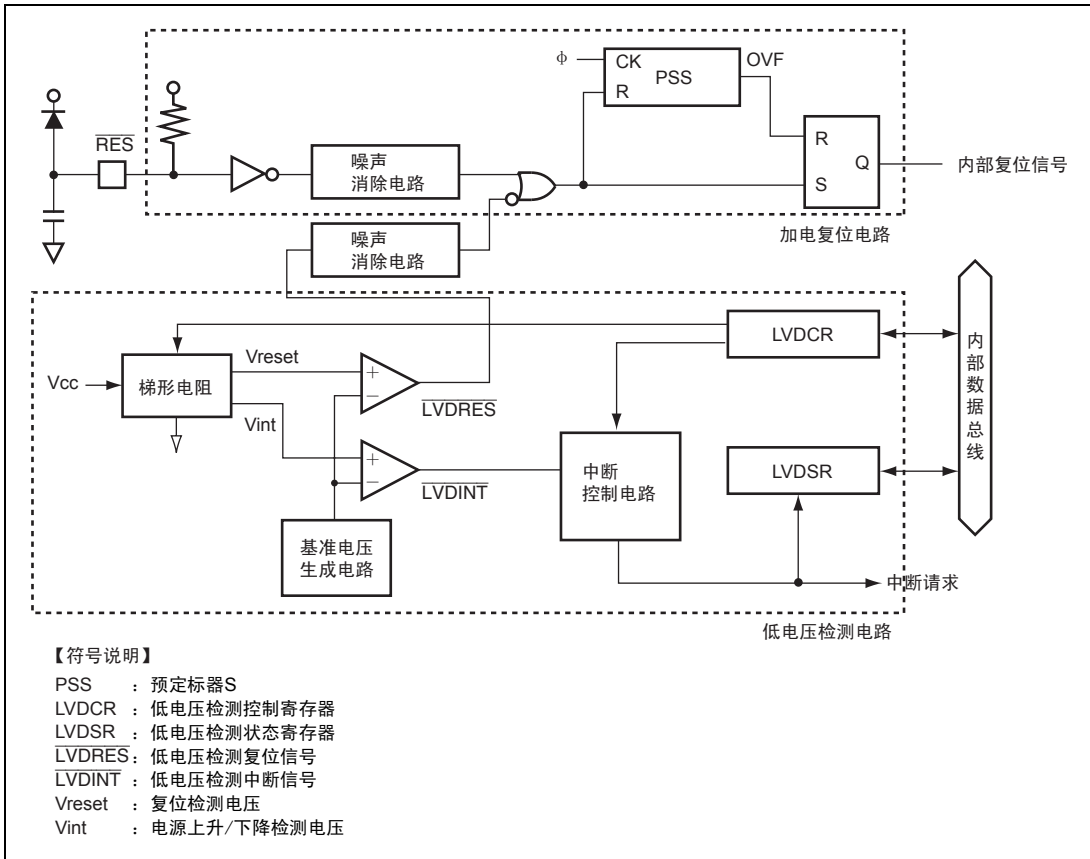 φ
CK
PSS
R
OVF
RES
噪声
消除电路
R
S
Q
内部复位信号
加电复位电路
噪声
消除电路
Vcc
梯形电阻
Vreset
Vint
+
−
LVDRES
+
−
LVDINT
基准电压
生成电路
中断
控制电路
LVDCR
LVDSR
内部数据总线
中断请求
低电压检测电路
【符号说明】
PSS : 预定标器S
LVDCR : 低电压检测控制寄存器
LVDSR : 低电压检测状态寄存器
LVDRES : 低电压检测复位信号
LVDINT : 低电压检测中断信号
Vreset : 复位检测电压
Vint : 电源上升/下降检测电压